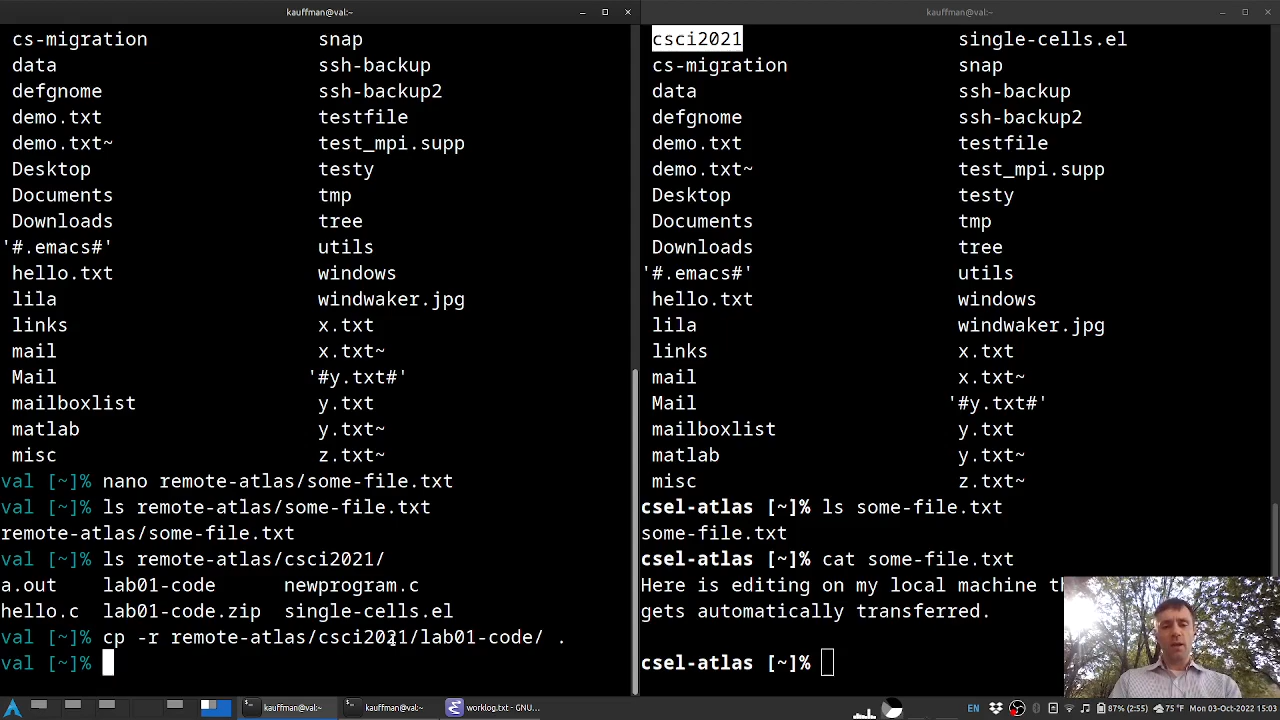 kauffman@val:~
cs-migration snap
data ssh-backup
defgnome ssh-backup2
demo.txt testfile
demo.txt~ test_mpi.supp
Desktop testy
Documents tmp
Downloads tree
'#.emacs#' utils
hello.txt windows
lila windwaker.jpg
links x.txt
mail x.txt~
Mail '#y.txt#'
mailboxlist y.txt
matlab y.txt~
misc z.txt~
val [~]% nano remote-atlas/some-file.txt
val [~]% ls remote-atlas/some-file.txt
remote-atlas/some-file.txt
val [~]% ls remote-atlas/csci2021/
a.out lab01-code newprogram.c
hello.c lab01-code.zip single-cells.el
val [~]% cp -r remote-atlas/csci2021/lab01-code/ .
val [~]%
kauffman@val:~
csci2021 single-cells.el
cs-migration snap
data ssh-backup
defgnome ssh-backup2
demo.txt testfile
demo.txt~ test_mpi.supp
Desktop testy
Documents tmp
Downloads tree
'#.emacs#' utils
hello.txt windows
lila windwaker.jpg
links x.txt
mail x.txt~
Mail '#y.txt#'
mailboxlist y.txt
matlab y.txt~
misc z.txt~
csel-atlas [~]% ls some-file.txt
some-file.txt
csel-atlas [~]% cat some-file.txt
Here is editing on my local machine th
gets automatically transferred.
csel-atlas [~]%
kauffman@val:~ kauffman@val:~ worklog.txt - GNU... EN 87% (2:55) 75°F Mon 03-Oct-2022 15:03